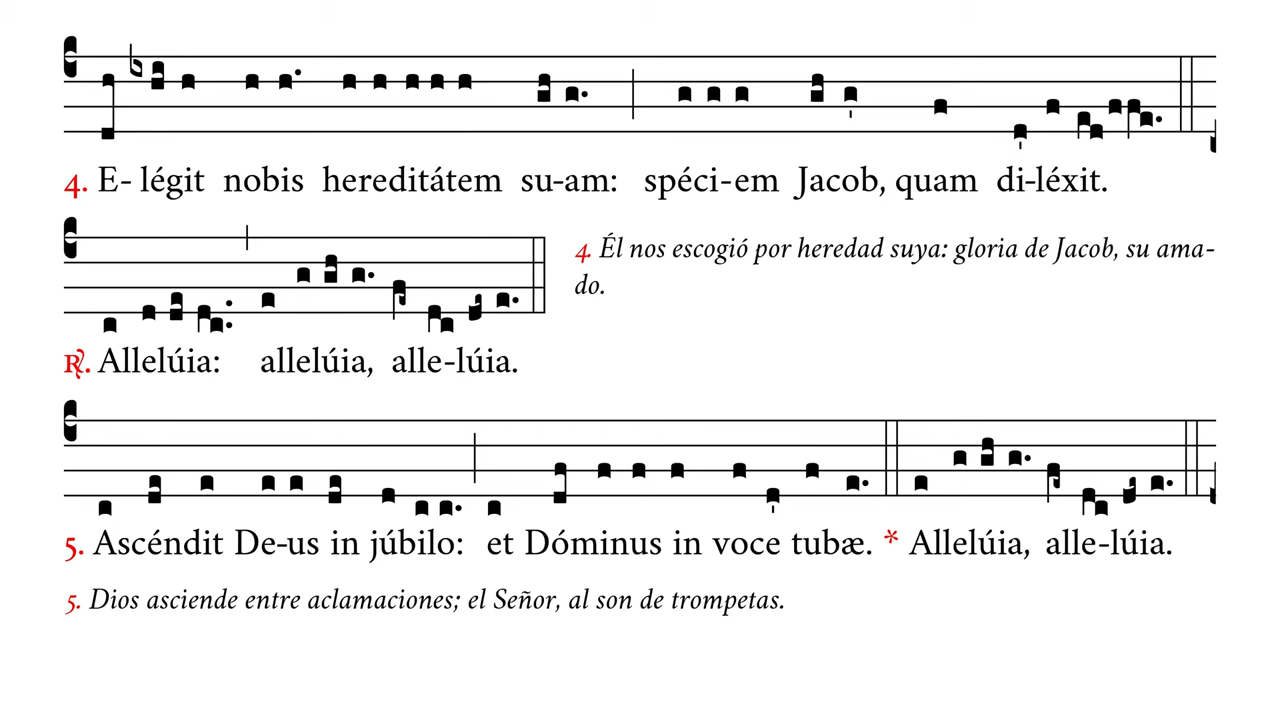 4. E- légit nobis hereditátem su-am: spéci-em Jacob, quam di-léxit.
℟. Allelúia: allelúia, alle-lúia.
4. Él nos escogió por heredad suya: gloria de Jacob, su ama-
do.
5. Ascéndit De-us in júbilo: et Dóminus in voce tubæ. * Allelúia, alle-lúia.
5. Dios asciende entre aclamaciones; el Señor, al son de trompetas.